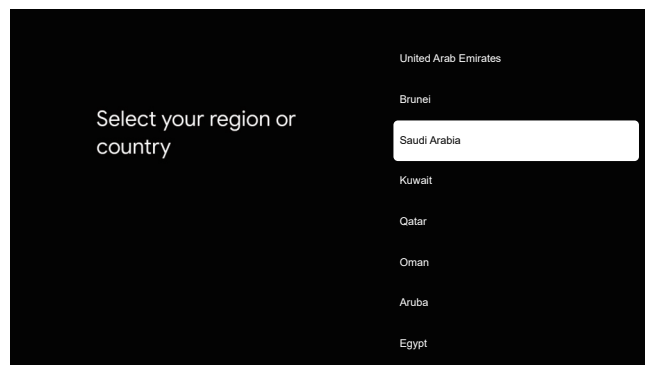 Select your region or
country
United Arab Emirates
Brunei
Saudi Arabia
Kuwait
Qatar
Oman
Aruba
Egypt